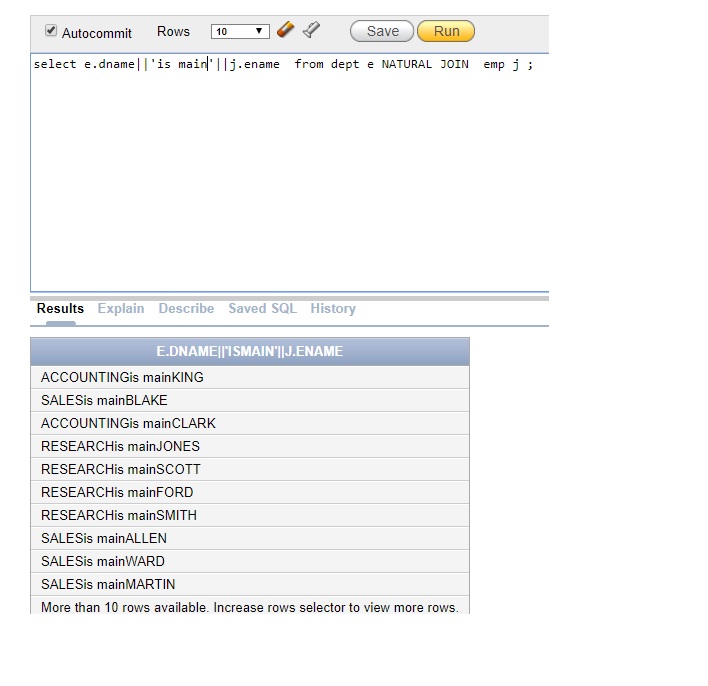 Autocommit Rows 10 Save Run
select e.dname||'is main'||j.ename  from dept e NATURAL JOIN  emp j ;
Results Explain Describe Saved SQL History
E.DNAME||'ISMAIN'||J.ENAME
ACCOUNTINGis mainKING
SALESis mainBLAKE
ACCOUNTINGis mainCLARK
RESEARCHis mainJONES
RESEARCHis mainSCOTT
RESEARCHis mainFORD
RESEARCHis mainSMITH
SALESis mainALLEN
SALESis mainWARD
SALESis mainMARTIN
More than 10 rows available. Increase rows selector to view more rows.